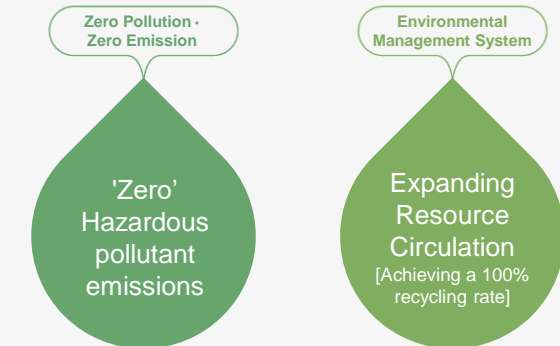 Zero Pollution ·
Zero Emission
'Zero’
Hazardous
pollutant
emissions
Environmental
Management System
Expanding
Resource
Circulation
[Achieving a 100%
recycling rate]